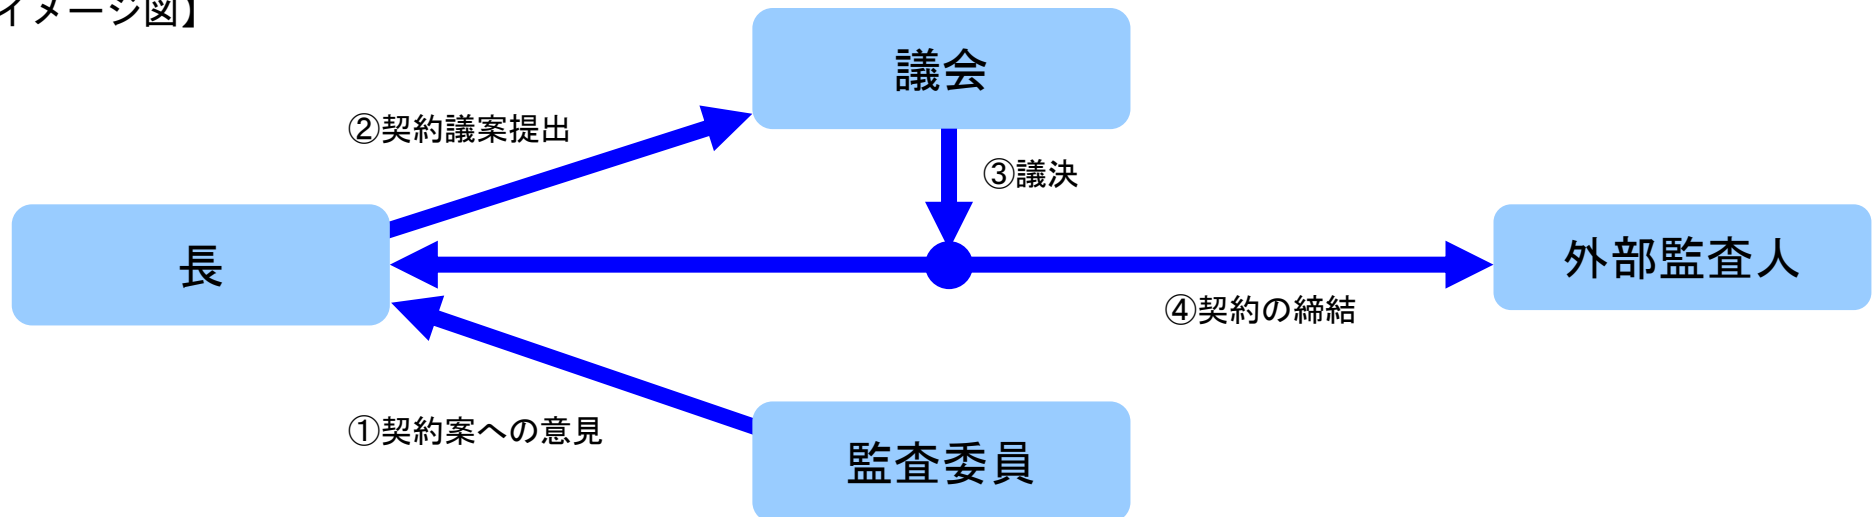 イメージ図】
議会
②契約議案提出
③議決
長
外部監査人
④契約の締結
①契約案への意見
監査委員